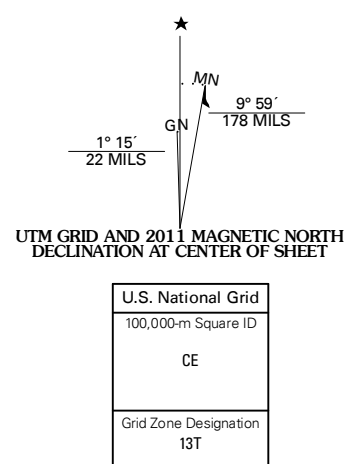 MN
9° 59´
178 MILS
GN
1° 15´
22 MILS
UTM GRID AND 2011 MAGNETIC NORTH
DECLINATION AT CENTER OF SHEET
U.S. National Grid
100,000-m Square ID
CE
Grid Zone Designation
13T